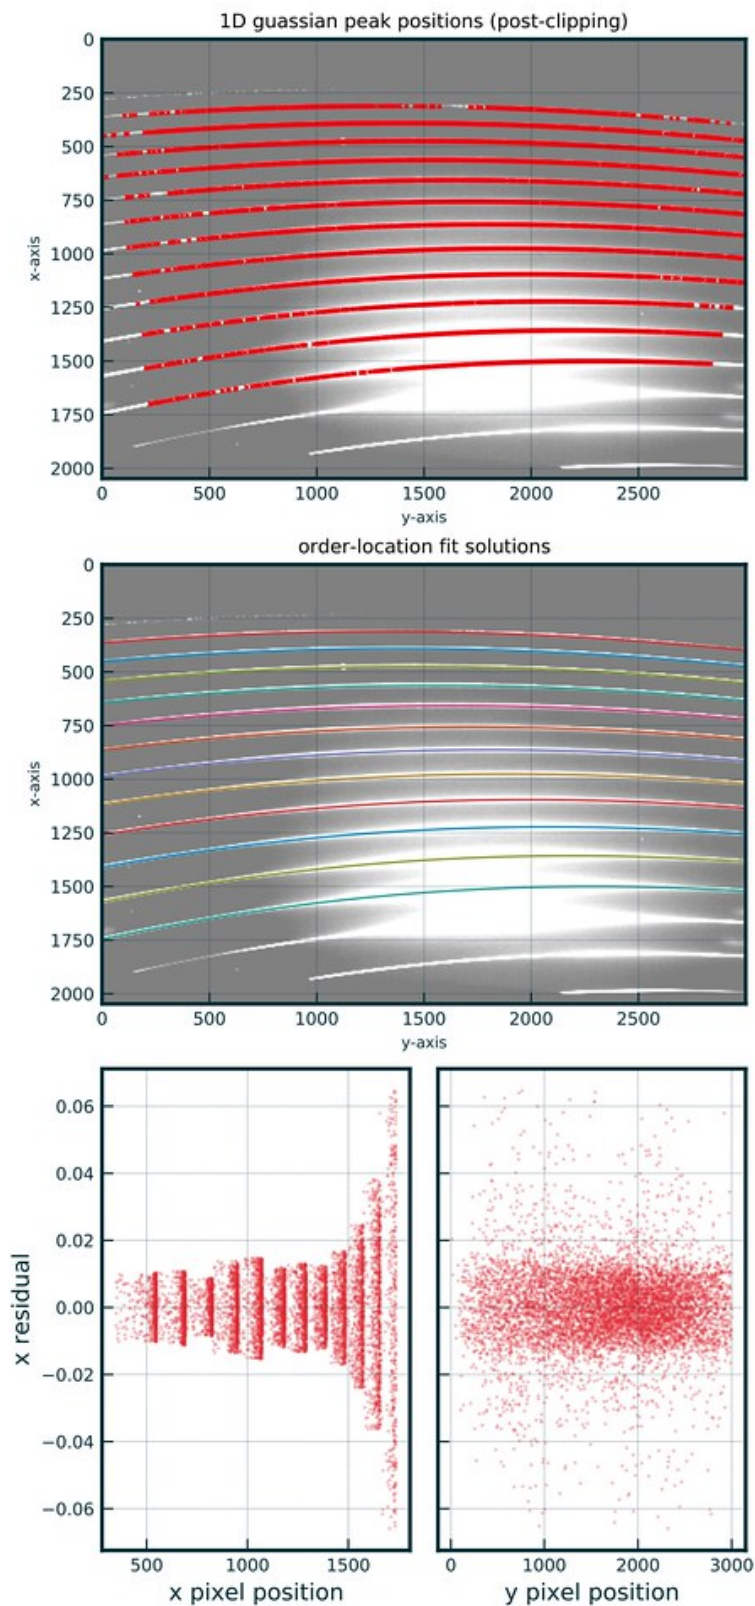 1D guassian peak positions (post-clipping)
0
250
500
750
1000
1250
1500
1750
2000
x-axis
0 500 1000 1500 2000 2500
y-axis
order-location fit solutions
0
250
500
750
1000
1250
1500
1750
2000
x-axis
0 500 1000 1500 2000 2500
y-axis
0.06
0.04
0.02
0.00
−0.02
−0.04
−0.06
x residual
500 1000 1500
x pixel position
0 1000 2000 3000
y pixel position